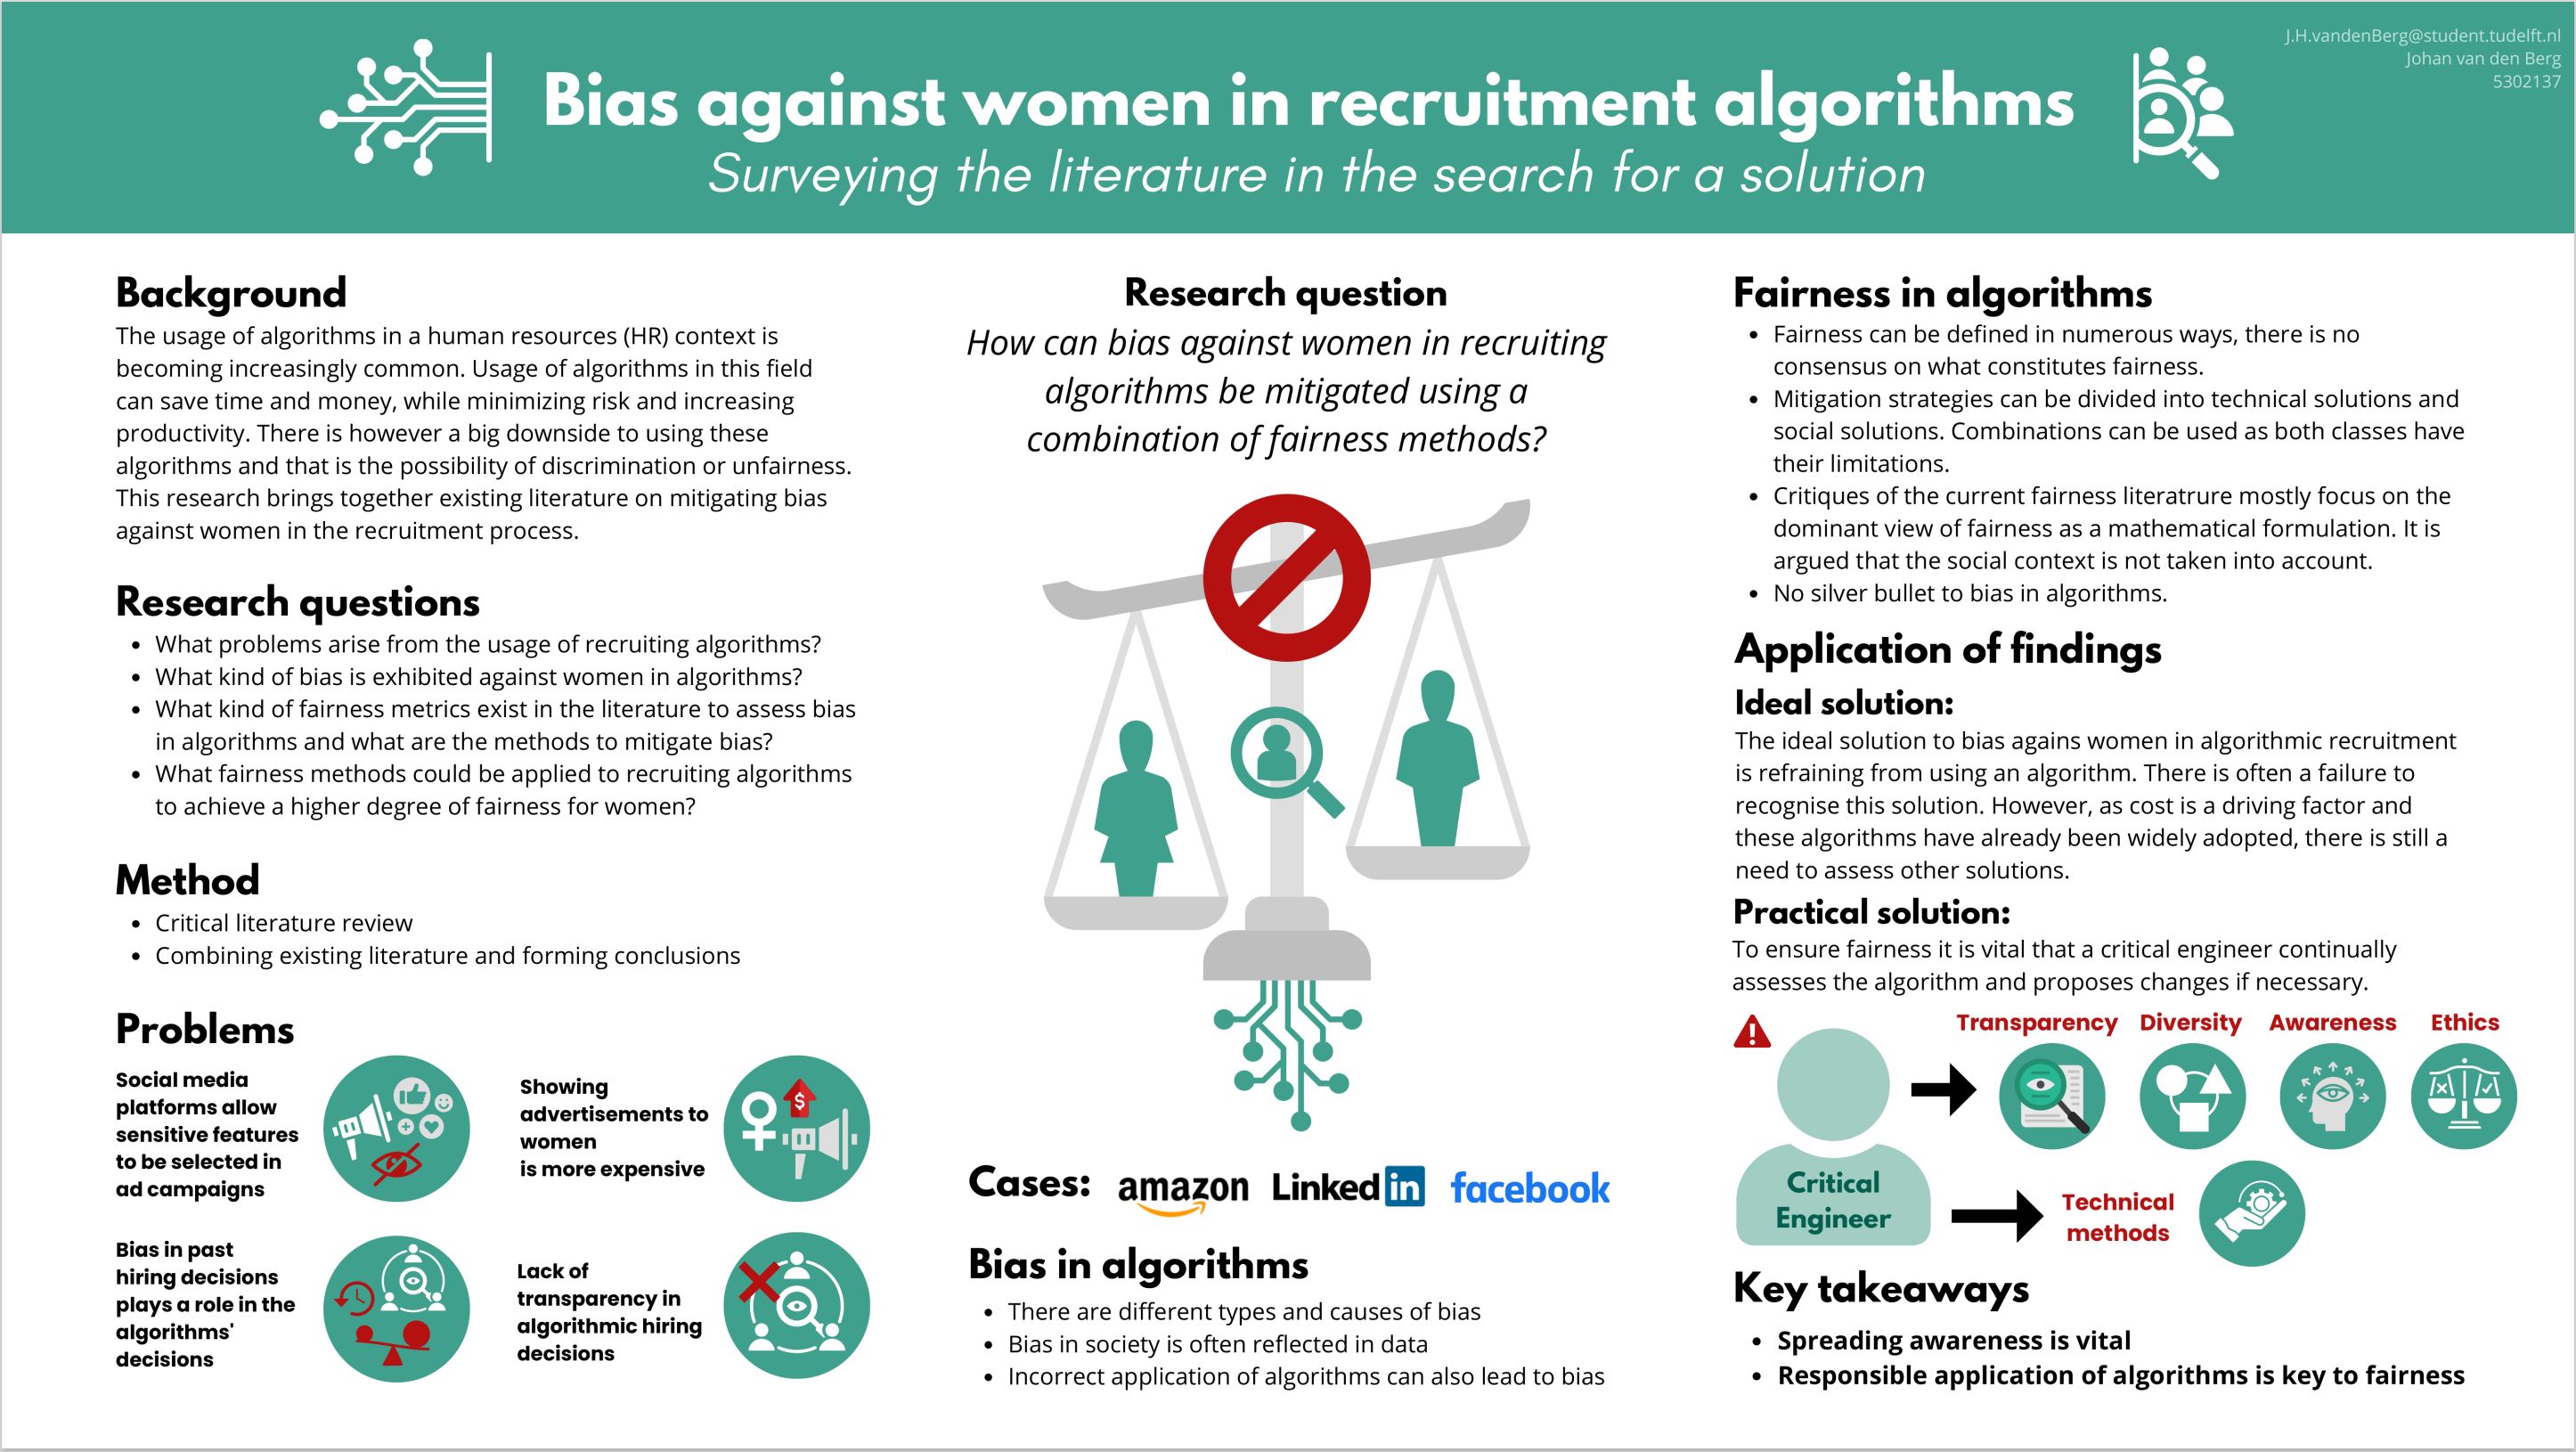 J.H.vandenBerg@student.tudelft.nl
Johan van den Berg
5302137
Bias against women in recruitment algorithms
Surveying the literature in the search for a solution
Background
The usage of algorithms in a human resources (HR) context is
becoming increasingly common. Usage of algorithms in this field
can save time and money, while minimizing risk and increasing
productivity. There is however a big downside to using these
algorithms and that is the possibility of discrimination or unfairness.
This research brings together existing literature on mitigating bias
against women in the recruitment process.
Research questions
• What problems arise from the usage of recruiting algorithms?
• What kind of bias is exhibited against women in algorithms?
• What kind of fairness metrics exist in the literature to assess bias
in algorithms and what are the methods to mitigate bias?
• What fairness methods could be applied to recruiting algorithms
to achieve a higher degree of fairness for women?
Method
• Critical literature review
• Combining existing literature and forming conclusions
Problems
Social media
platforms allow
sensitive features
to be selected in
ad campaigns
Showing
advertisements to
women
is more expensive
$
Bias in past
hiring decisions
plays a role in the
algorithms'
decisions
Lack of
transparency in
algorithmic hiring
decisions
Research question
How can bias against women in recruiting
algorithms be mitigated using a
combination of fairness methods?
Cases: amazon LinkedIn facebook
Bias in algorithms
• There are different types and causes of bias
• Bias in society is often reflected in data
• Incorrect application of algorithms can also lead to bias
Fairness in algorithms
• Fairness can be defined in numerous ways, there is no
consensus on what constitutes fairness.
• Mitigation strategies can be divided into technical solutions and
social solutions. Combinations can be used as both classes have
their limitations.
• Critiques of the current fairness literatrure mostly focus on the
dominant view of fairness as a mathematical formulation. It is
argued that the social context is not taken into account.
• No silver bullet to bias in algorithms.
Application of findings
Ideal solution:
The ideal solution to bias agains women in algorithmic recruitment
is refraining from using an algorithm. There is often a failure to
recognise this solution. However, as cost is a driving factor and
these algorithms have already been widely adopted, there is still a
need to assess other solutions.
Practical solution:
To ensure fairness it is vital that a critical engineer continually
assesses the algorithm and proposes changes if necessary.
Transparency Diversity Awareness Ethics
Critical
Engineer
Technical
methods
Key takeaways
• Spreading awareness is vital
• Responsible application of algorithms is key to fairness